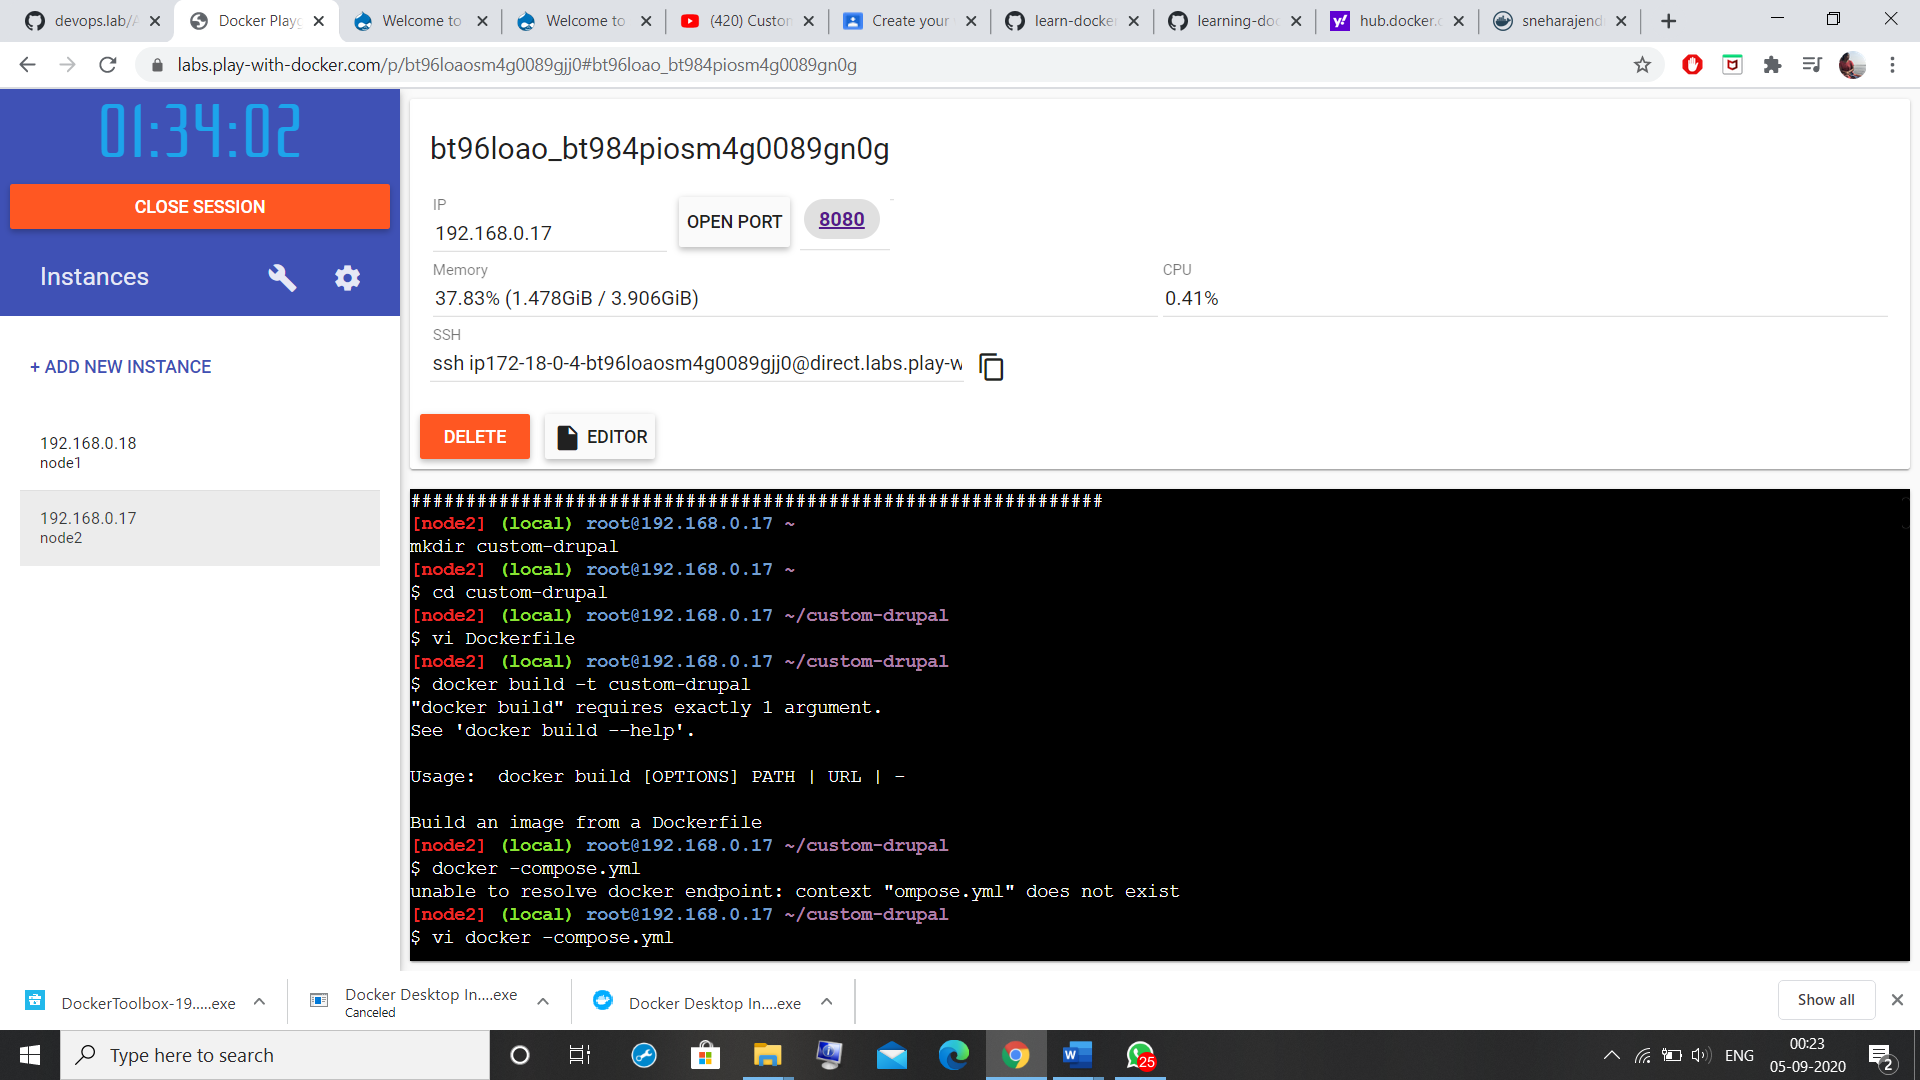 devops.lab/A
Docker Playg
Welcome to
Welcome to
(420) Custom
Create your
learn-docker
learning-doc
hub.docker.c
sneharajend
labs.play-with-docker.com/p/bt96loaosm4g0089gjj0#bt96loao_bt984piosm4g0089gn0g
01:34:02
CLOSE SESSION
Instances
+ ADD NEW INSTANCE
192.168.0.18
node1
192.168.0.17
node2
bt96loao_bt984piosm4g0089gn0g
IP
192.168.0.17
OPEN PORT
8080
Memory
37.83% (1.478GiB / 3.906GiB)
CPU
0.41%
SSH
ssh ip172-18-0-4-bt96loaosm4g0089gjj0@direct.labs.play-w
DELETE
EDITOR
###############################################################
[node2] (local) root@192.168.0.17 ~
mkdir custom-drupal
[node2] (local) root@192.168.0.17 ~
$ cd custom-drupal
[node2] (local) root@192.168.0.17 ~/custom-drupal
$ vi Dockerfile
[node2] (local) root@192.168.0.17 ~/custom-drupal
$ docker build -t custom-drupal
"docker build" requires exactly 1 argument.
See 'docker build --help'.
Usage:  docker build [OPTIONS] PATH | URL | -
Build an image from a Dockerfile
[node2] (local) root@192.168.0.17 ~/custom-drupal
$ docker -compose.yml
unable to resolve docker endpoint: context "ompose.yml" does not exist
[node2] (local) root@192.168.0.17 ~/custom-drupal
$ vi docker -compose.yml
DockerToolbox-19.....exe
Docker Desktop In....exe
Canceled
Docker Desktop In....exe
Show all
Type here to search
25
ENG
00:23
05-09-2020
2